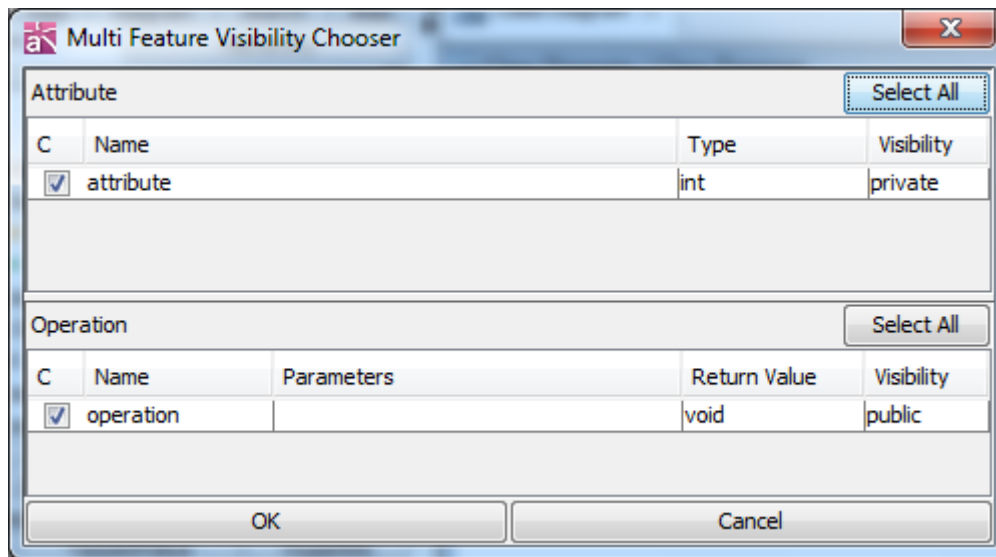 Multi Feature Visibility Chooser
Attribute Select All
C Name Type Visibility
attribute int private
Operation Select All
C Name Parameters Return Value Visibility
operation void public
OK Cancel